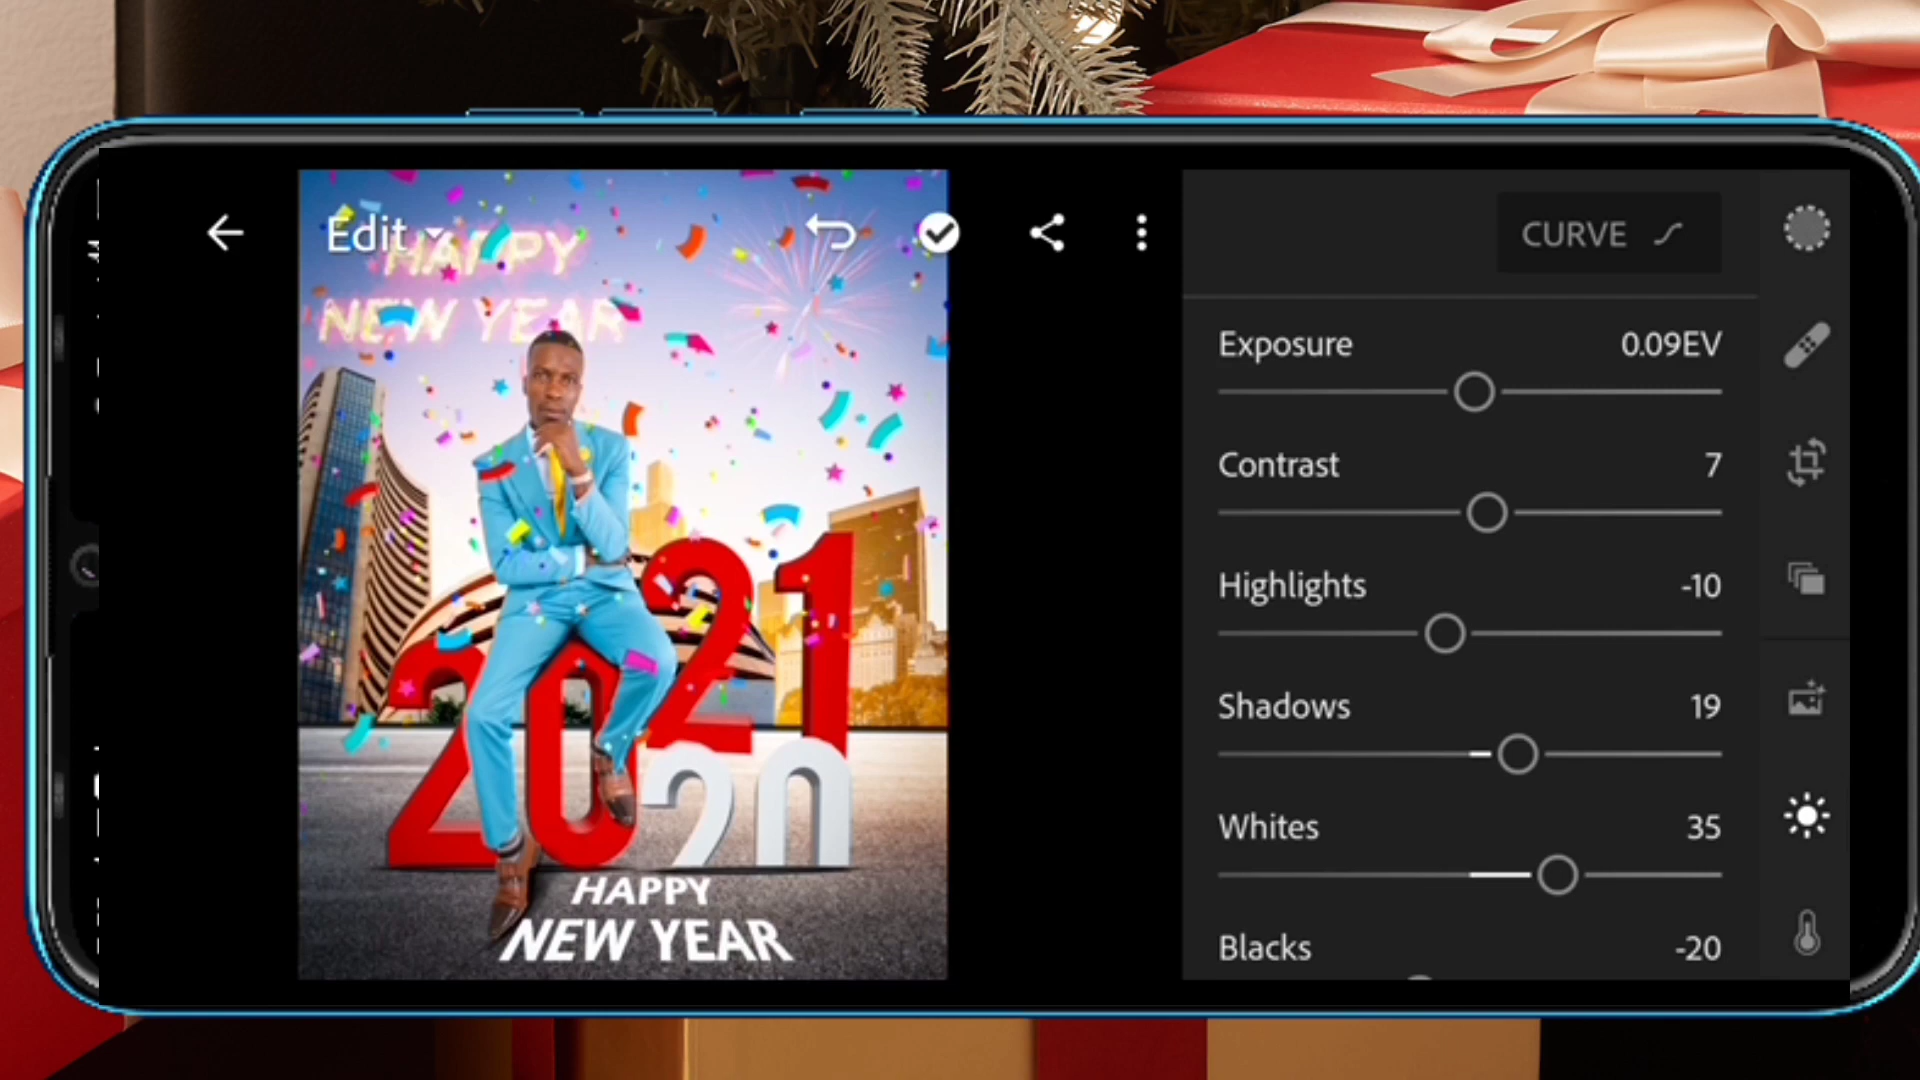 Edit
HAPPY
NEW YEAR
CURVE
Exposure 0.09EV
Contrast 7
Highlights -10
Shadows 19
Whites 35
Blacks -20
2021
20
HAPPY
NEW YEAR